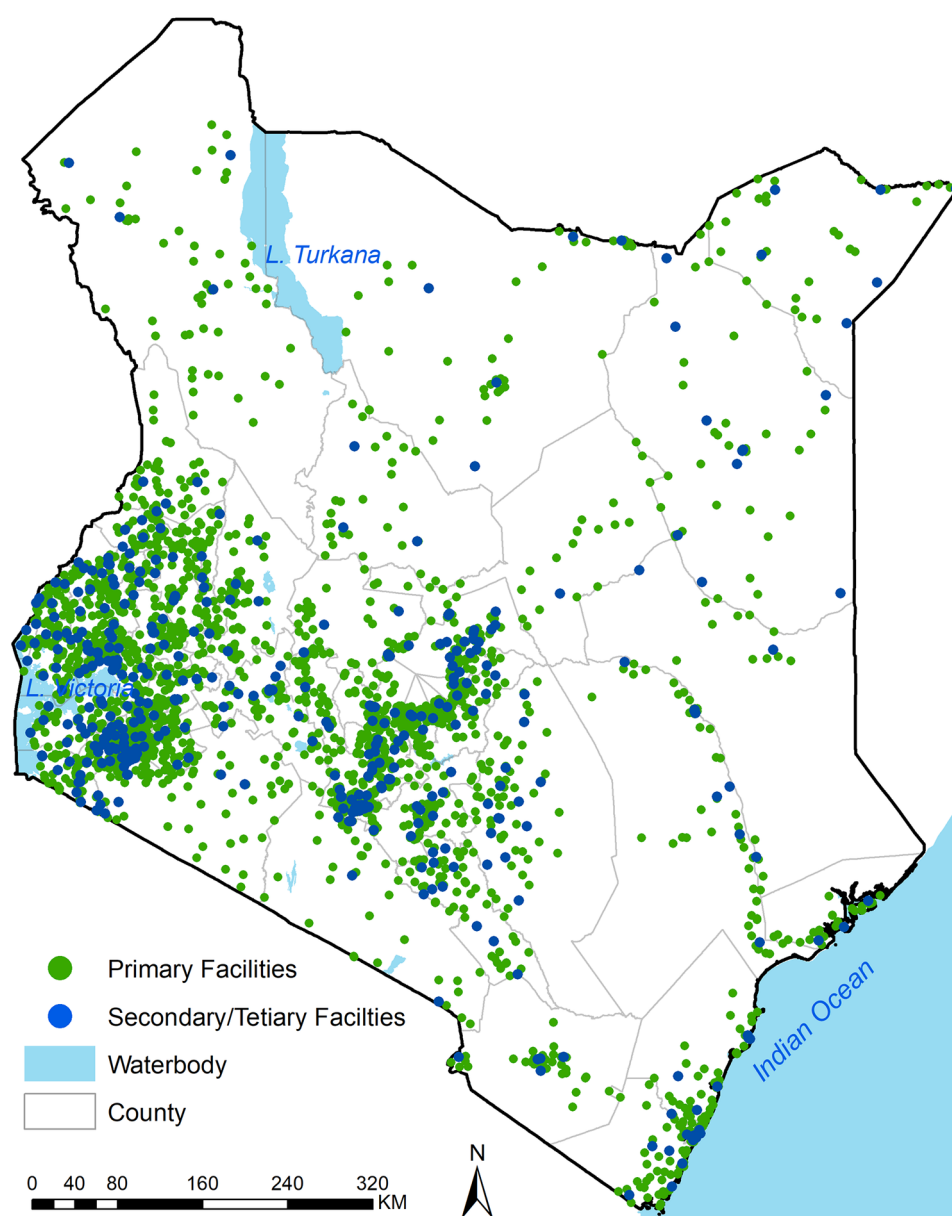 L. Turkana
L. Victoria
Primary Facilities
Secondary/Tetiary Facilties
Waterbody
County
Indian Ocean
N
0 40 80 160 240 320
KM